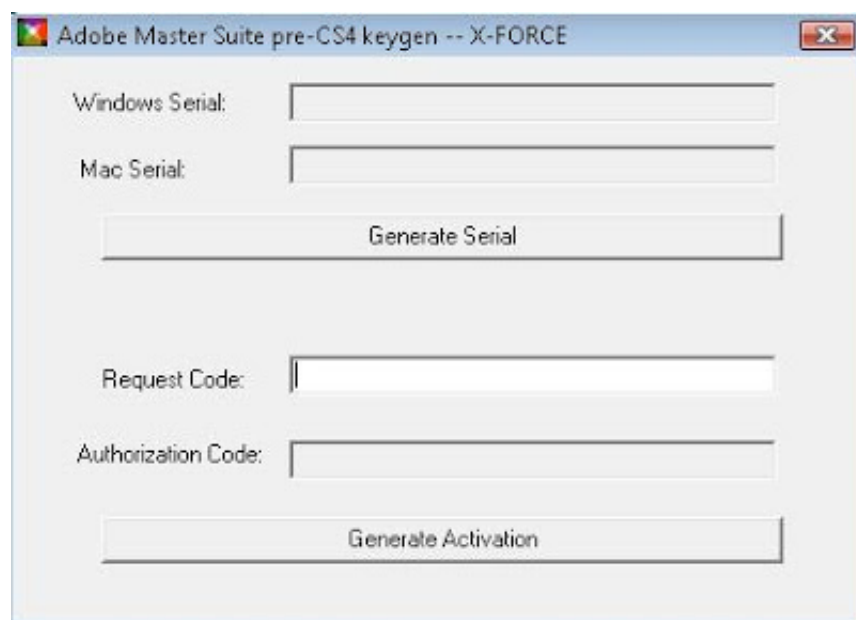 Adobe Master Suite pre-CS4 keygen -- X-FORCE
Windows Serial:
Mac Serial:
Generate Serial
Request Code:
Authorization Code:
Generate Activation